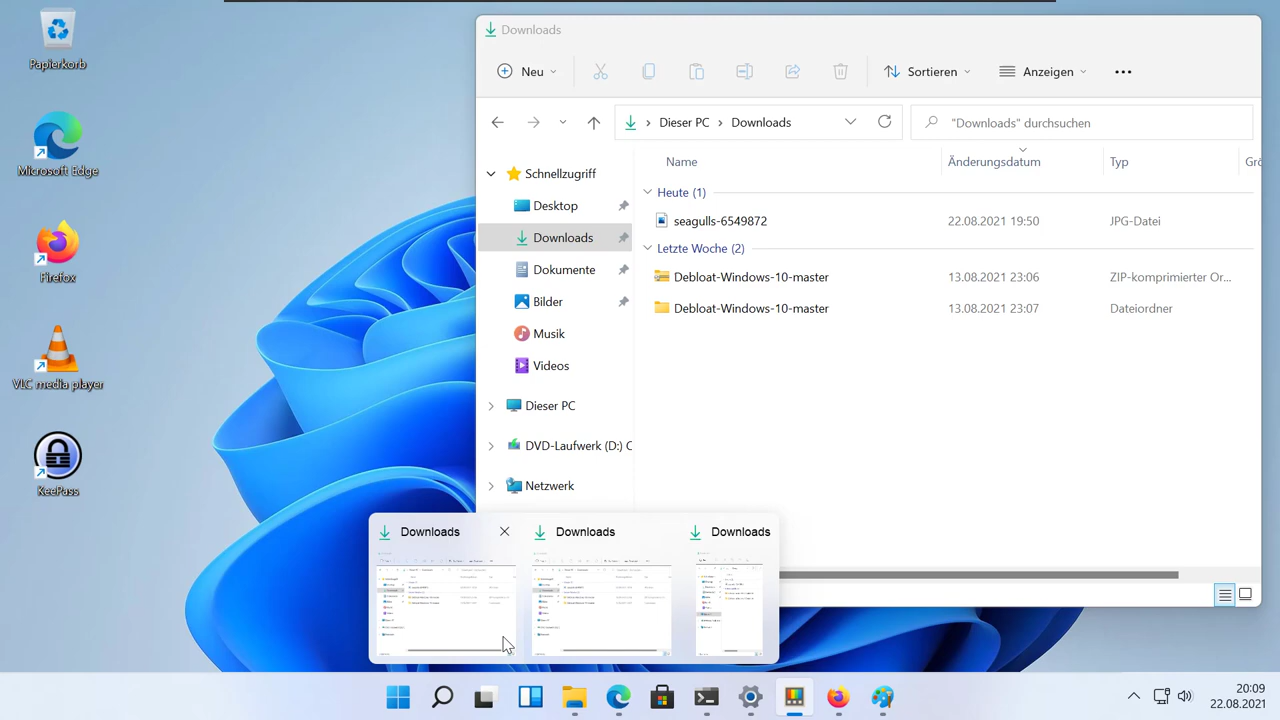 Papierkorb
Microsoft Edge
Firefox
VLC media player
KeePass
Downloads
Neu
Sortieren
Anzeigen
Dieser PC
Downloads
"Downloads" durchsuchen
Schnellzugriff
Desktop
Downloads
Dokumente
Bilder
Musik
Videos
Dieser PC
DVD-Laufwerk (D:) C
Netzwerk
Name Änderungsdatum Typ Grö
Heute (1)
seagulls-6549872 22.08.2021 19:50 JPG-Datei
Letzte Woche (2)
Debloat-Windows-10-master 13.08.2021 23:06 ZIP-komprimierter Or...
Debloat-Windows-10-master 13.08.2021 23:07 Dateiordner
Downloads Downloads Downloads
20:09
22.08.2021